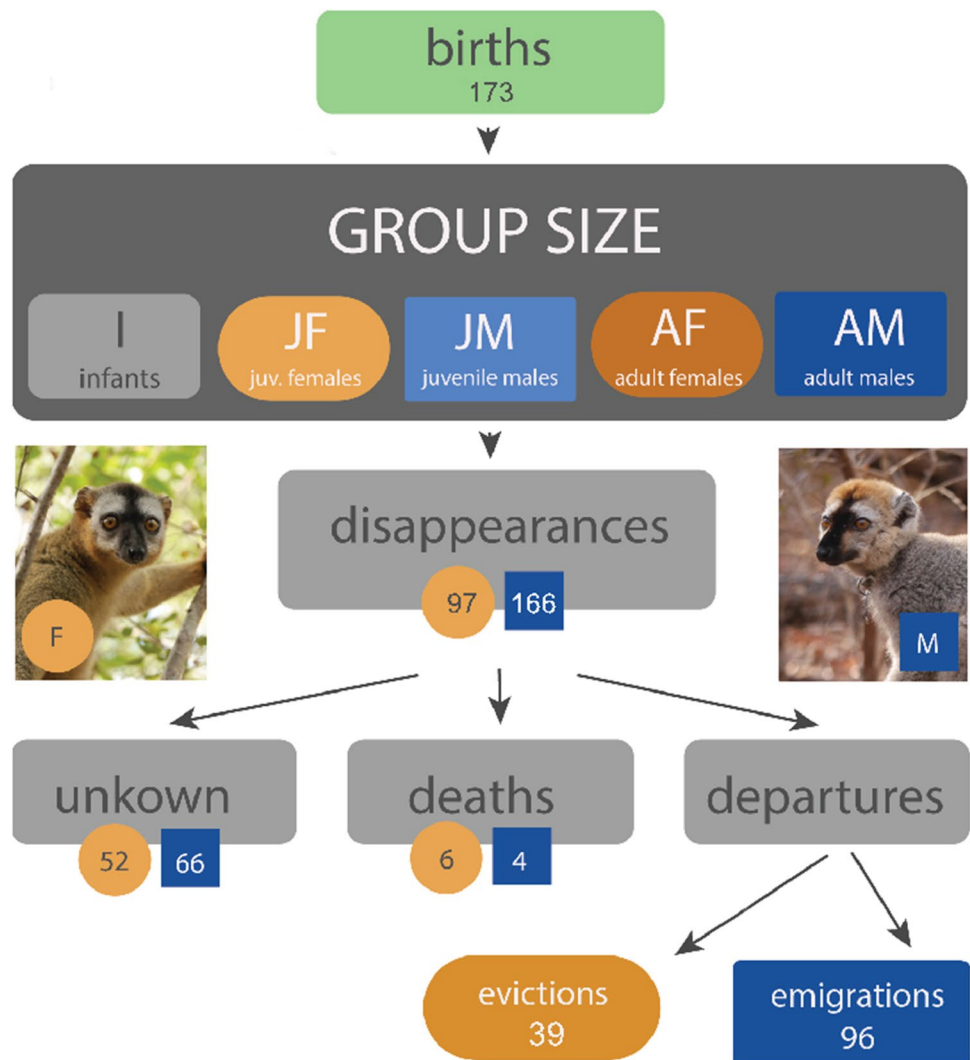 births
173
GROUP SIZE
I
infants
JF
juv. females
JM
juvenile males
AF
adult females
AM
adult males
disappearances
97 166
F
M
unkown
52 66
deaths
6 4
departures
evictions
39
emigrations
96